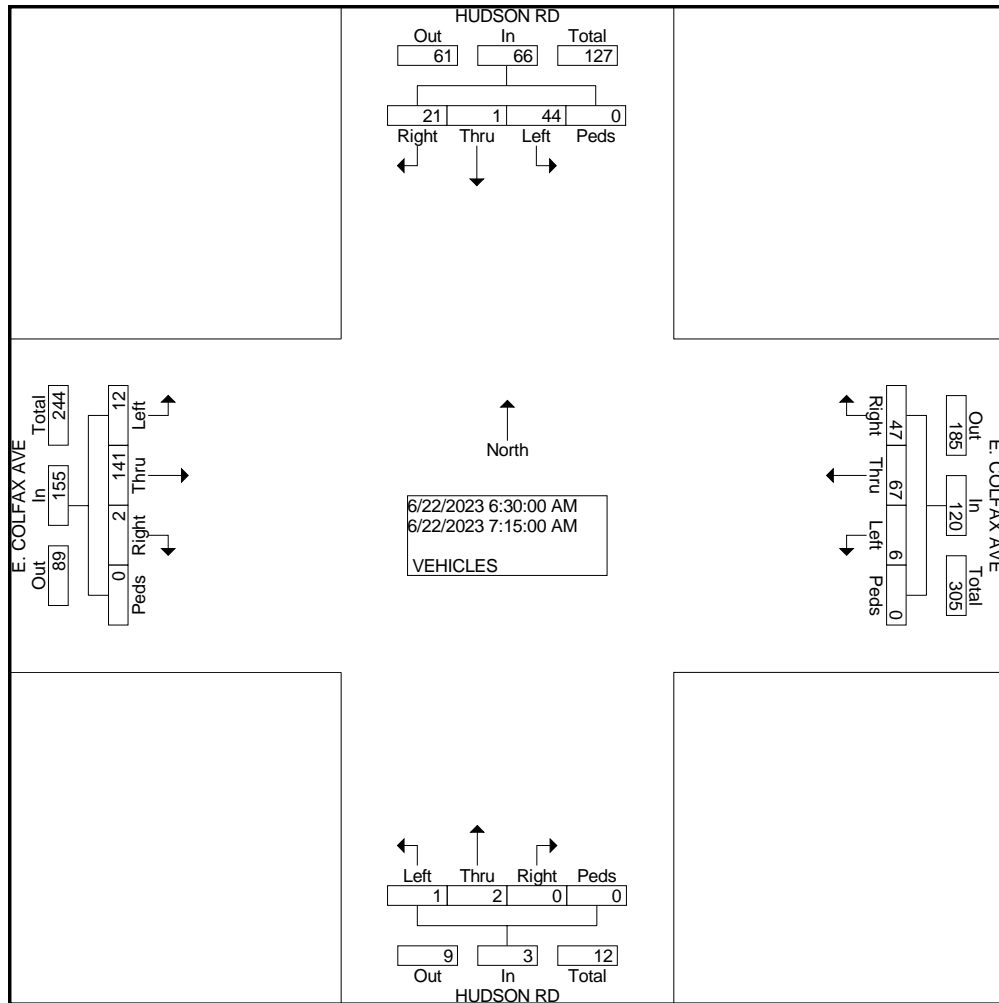 HUDSON RD
Out In Total
61 66 127
21 1 44 0
Right Thru Left Peds
E. COLFAX AVE
Total In Out
244 155 89
12 141 2 0
Left Thru Right Peds
North
6/22/2023 6:30:00 AM
6/22/2023 7:15:00 AM
VEHICLES
Right Thru Left Peds
47 67 6 0
Out In Total
185 120 305
E. COLFAX AVE
Left Thru Right Peds
1 2 0 0
9 3 12
Out In Total
HUDSON RD